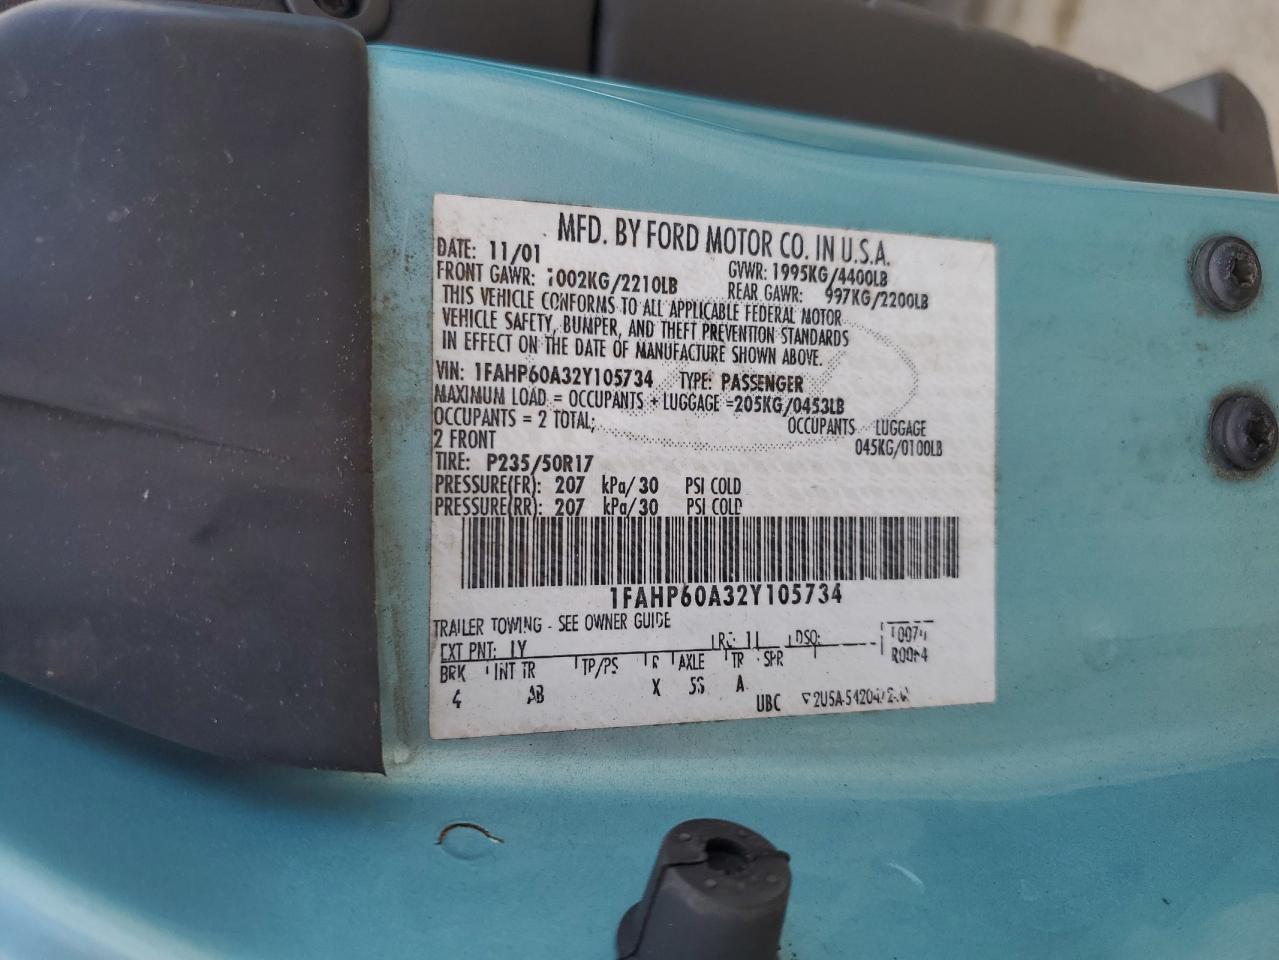 MFD. BY FORD MOTOR CO. IN U.S.A.
DATE: 11/01 GVWR: 1995KG/4400LB
FRONT GAWR: 1002KG/2210LB REAR GAWR: 997KG/2200LB
THIS VEHICLE CONFORMS TO ALL APPLICABLE FEDERAL MOTOR
VEHICLE SAFETY, BUMPER, AND THEFT PREVENTION STANDARDS
IN EFFECT ON THE DATE OF MANUFACTURE SHOWN ABOVE.
VIN: 1FAHP60A32Y105734 TYPE: PASSENGER
MAXIMUM LOAD = OCCUPANTS + LUGGAGE =205KG/0453LB
OCCUPANTS = 2 TOTAL; OCCUPANTS LUGGAGE
2 FRONT 045KG/0100LB
TIRE: P235/50R17
PRESSURE(FR): 207 kPa/30 PSI COLD
PRESSURE(RR): 207 kPa/30 PSI COLD
1FAHP60A32Y105734
TRAILER TOWING - SEE OWNER GUIDE
EXT PNT: DSO:
BRK INT TR TP/PS R AXLE TR SPR
4 AB X 5S A
UBC